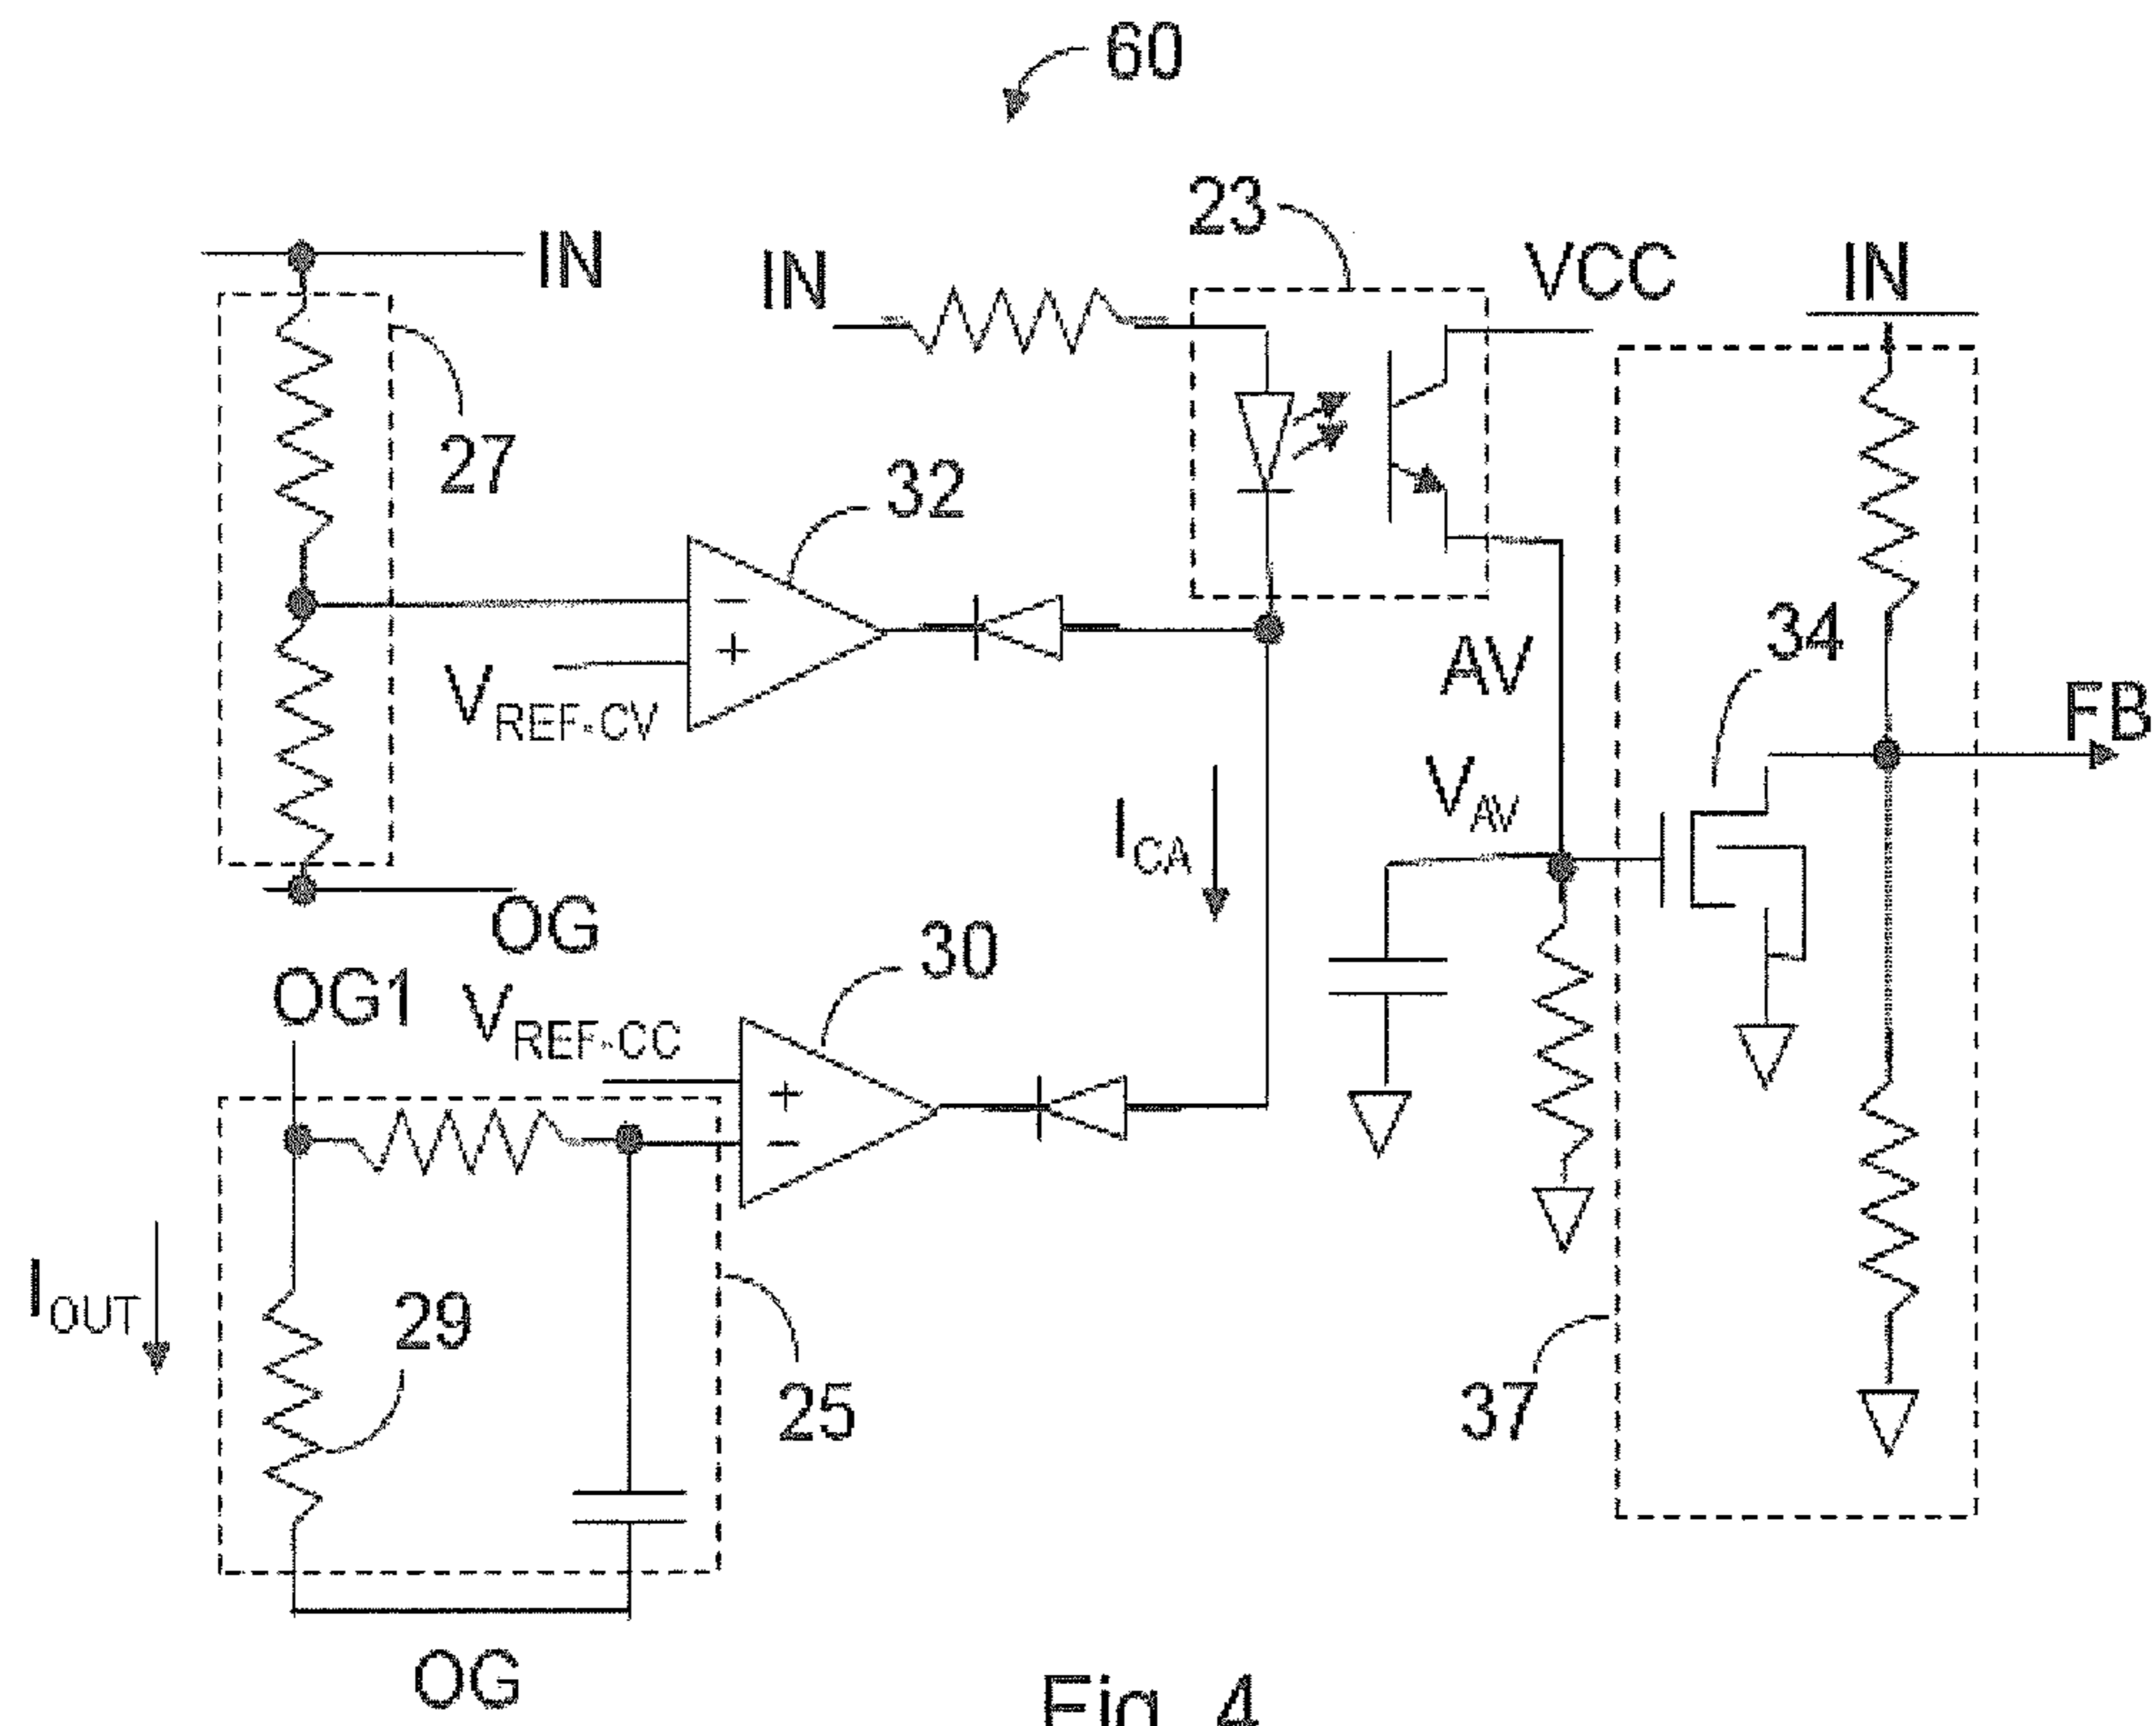 60
23
IN
IN
VCC
IN
27
32
34
AV
FB
V REF-CV
V AV
I CA
OG
30
OG1
V REF-CC
I OUT
29
25
37
OG
Fig. 4
− 
+
+
−